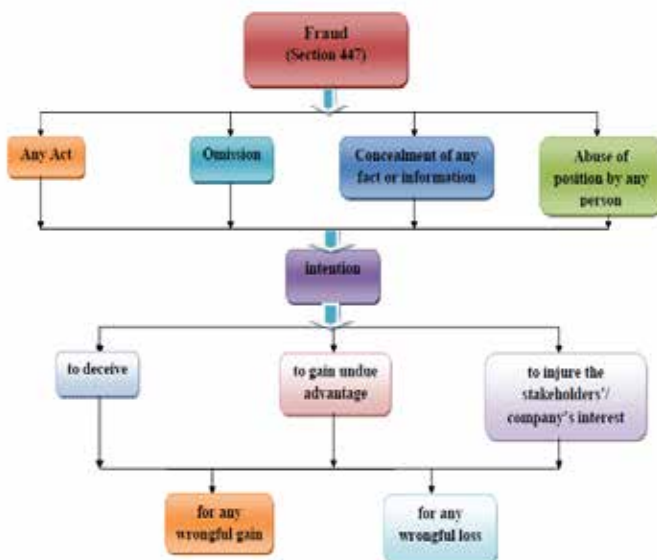 Fraud
(Section 447)
Any Act
Omission
Concealment of any
fact or information
Abuse of
position by any
person
intention
to deceive
to gain undue
advantage
to injure the
stakeholders'/
company's interest
for any
wrongful gain
for any
wrongful loss